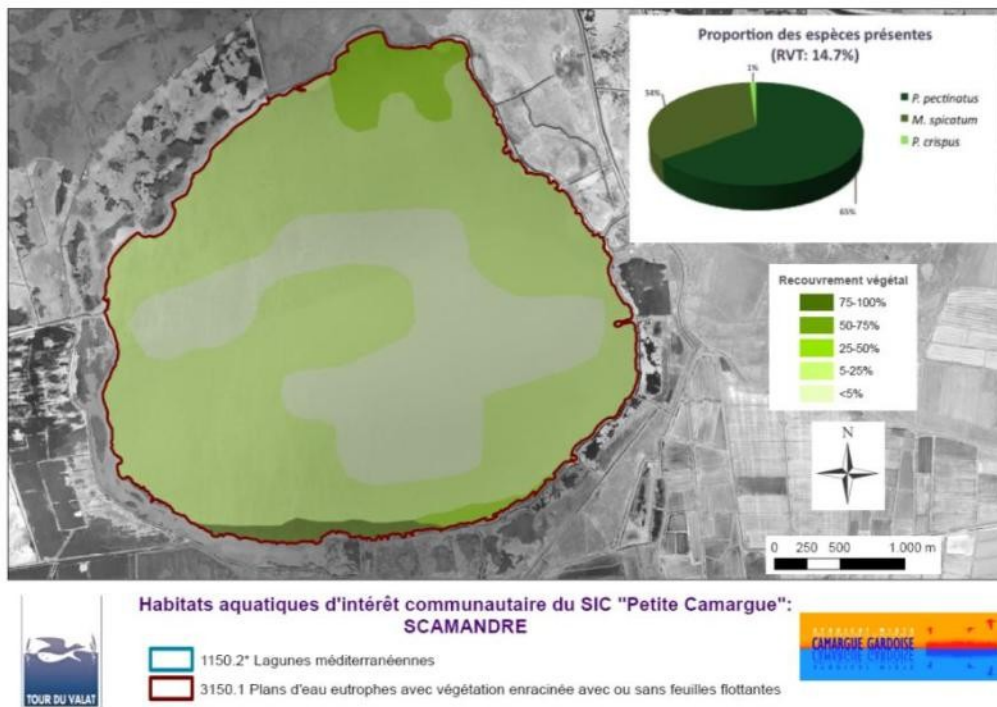 Proportion des espèces présentes
(RVT: 14.7%)
1%
34%
65%
P. pectinatus
M. spicatum
P. crispus
Recouvrement végétal
75-100%
50-75%
25-50%
5-25%
<5%
N
0 250 500 1.000 m
Habitats aquatiques d'intérêt communautaire du SIC "Petite Camargue":
SCAMANDRE
1150.2* Lagunes méditerranéennes
3150.1 Plans d'eau eutrophes avec végétation enracinée avec ou sans feuilles flottantes
TOUR DU VALAT
CAMARGUE GARDOISE